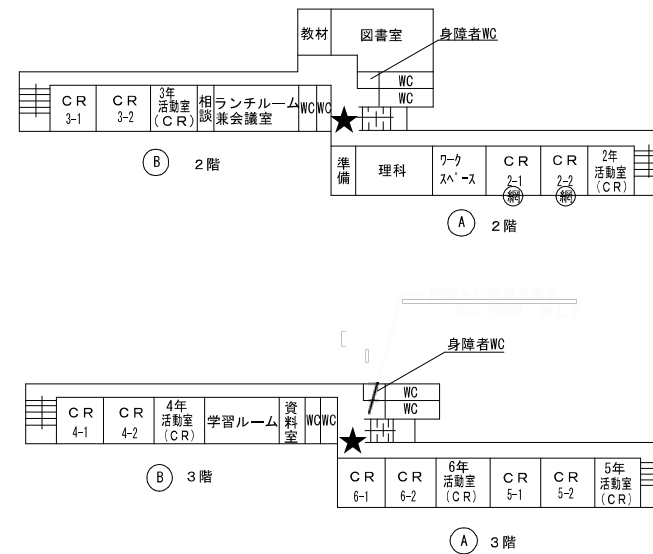 教材
図書室
身障者WC
WC
WC
CR
3-1
CR
3-2
3年
活動室
(CR)
相談
ランチルーム
兼会議室
WC
WC
★
B 2階
準備
理科
ワーク
スペース
CR
2-1
網
CR
2-2
網
2年
活動室
(CR)
A 2階
身障者WC
WC
WC
CR
4-1
CR
4-2
4年
活動室
(CR)
学習ルーム
資料室
WC
WC
★
B 3階
CR
6-1
CR
6-2
6年
活動室
(CR)
CR
5-1
CR
5-2
5年
活動室
(CR)
A 3階